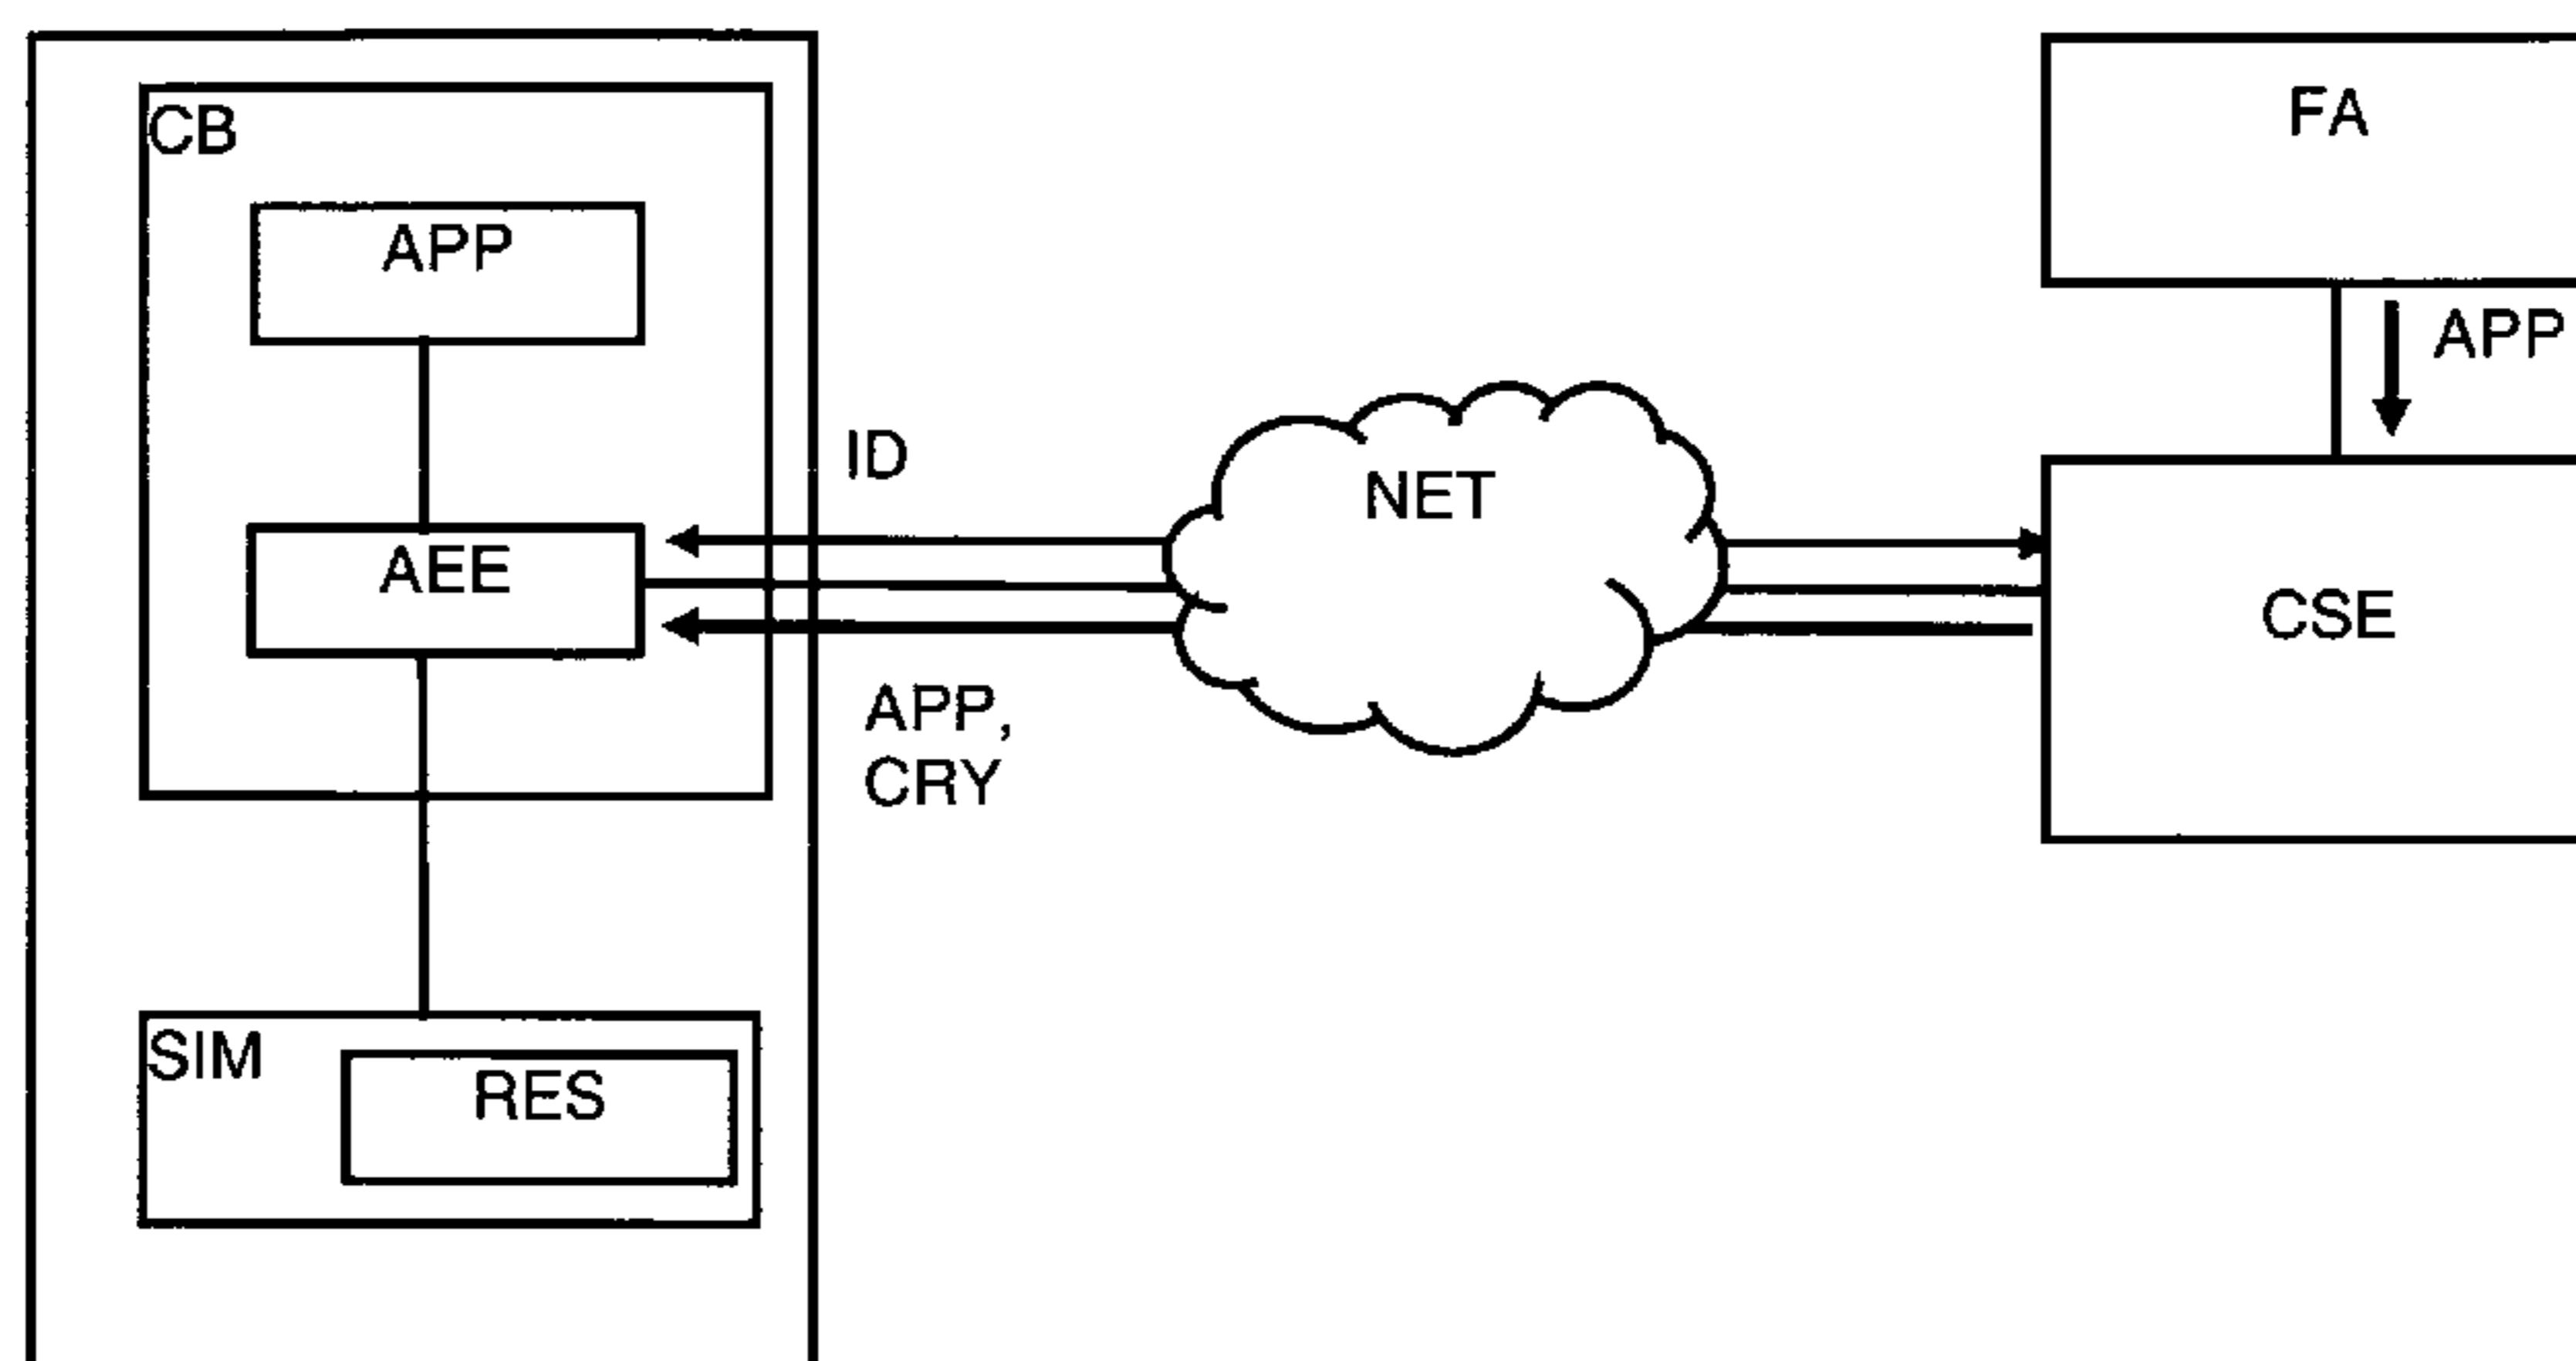 CB
APP
AEE
SIM
RES
ID
APP,
CRY
NET
FA
APP
CSE